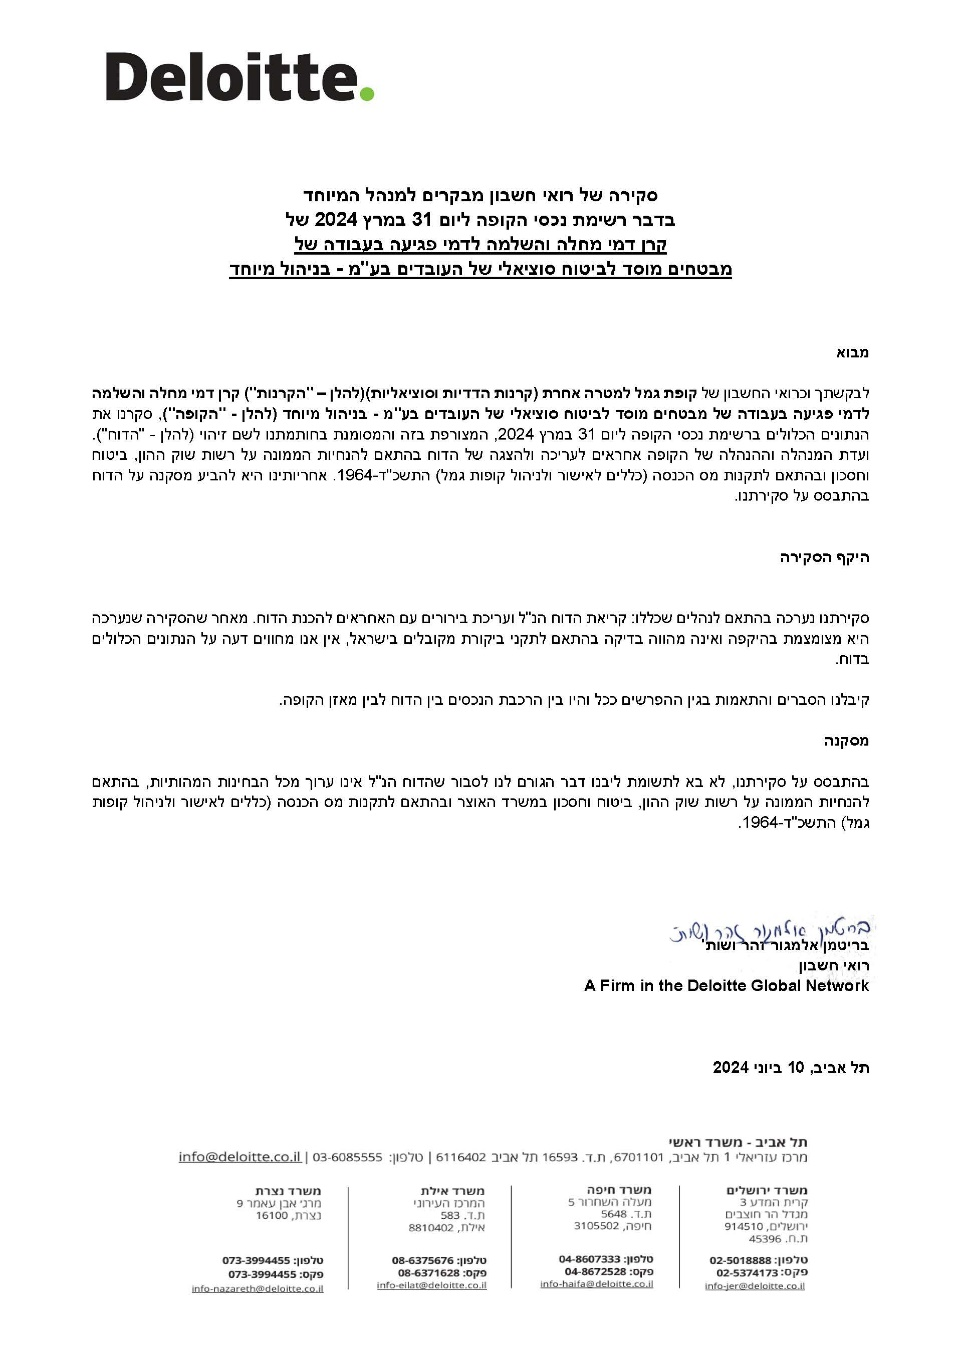 Deloitte.
סקירה של רואי חשבון מבקרים למנהל המיוחד
בדבר רשימת נכסי הקופה ליום 31 במרץ 2024 של
קרן דמי מחלה והשלמה לדמי פגיעה בעבודה של
מבטחים מוסד לביטוח סוציאלי של העובדים בע"מ - בניהול מיוחד
מבוא
לבקשתך וכרואי החשבון של קופת גמל למטרה אחרת (קרנות הדדיות וסוציאליות)(להלן – "הקרנות") קרן דמי מחלה והשלמה
לדמי פגיעה בעבודה של מבטחים מוסד לביטוח סוציאלי של העובדים בע"מ - בניהול מיוחד (להלן - "הקופה"), סקרנו את
הנתונים הכלולים ברשימת נכסי הקופה ליום 31 במרץ 2024, המצורפת בזה והמסומנת בחותמתנו לשם זיהוי (להלן - "הדוח").
ועדת המנהלה וההנהלה של הקופה אחראים לעריכה ולהצגה של הדוח בהתאם להנחיות הממונה על רשות שוק ההון, ביטוח
וחסכון ובהתאם לתקנות מס הכנסה (כללים לאישור ולניהול קופות גמל) התשכ"ד-1964. אחריותינו היא להביע מסקנה על הדוח
בהתבסס על סקירתנו.
היקף הסקירה
סקירתנו נערכה בהתאם לנהלים שכללו: קריאת הדוח הנ"ל ועריכת בירורים עם האחראים להכנת הדוח. מאחר שהסקירה שנערכה
היא מצומצמת בהיקפה ואינה מהווה בדיקה בהתאם לתקני ביקורת מקובלים בישראל, אין אנו מחווים דעה על הנתונים הכלולים
בדוח.
קיבלנו הסברים והתאמות בגין ההפרשים ככל והיו בין הרכבת הנכסים בין הדוח לבין מאזן הקופה.
מסקנה
בהתבסס על סקירתנו, לא בא לתשומת ליבנו דבר הגורם לנו לסבור שהדוח הנ"ל אינו ערוך מכל הבחינות המהותיות, בהתאם
להנחיות הממונה על רשות שוק ההון, ביטוח וחסכון במשרד האוצר ובהתאם לתקנות מס הכנסה (כללים לאישור ולניהול קופות
גמל) התשכ"ד-1964.
בריטמן אלמגור זהר ושות'
בריטמן אלמגור זהר ושות'
רואי חשבון
A Firm in the Deloitte Global Network
תל אביב, 10 ביוני 2024
תל אביב - משרד ראשי
מרכז עזריאלי 1 תל אביב, 6701101, ת.ד. 16593 תל אביב 6116402 | טלפון: 03-6085555 | info@deloitte.co.il
משרד ירושלים
קרית המדע 3
מגדל הר חוצבים
ירושלים, 914510
ת.ח. 45396
טלפון: 02-5018888
פקס: 02-5374173
info-jer@deloitte.co.il
משרד חיפה
מעלה השחרור 5
ת.ד. 5648
חיפה, 3105502
טלפון: 04-8607333
פקס: 04-8672528
info-haifa@deloitte.co.il
משרד אילת
המרכז העירוני
ת.ד. 583
אילת, 8810402
טלפון: 08-6375676
פקס: 08-6371628
info-eilat@deloitte.co.il
משרד נצרת
מרג' אבן עאמר 9
נצרת, 16100
טלפון: 073-3994455
פקס: 073-3994455
info-nazareth@deloitte.co.il